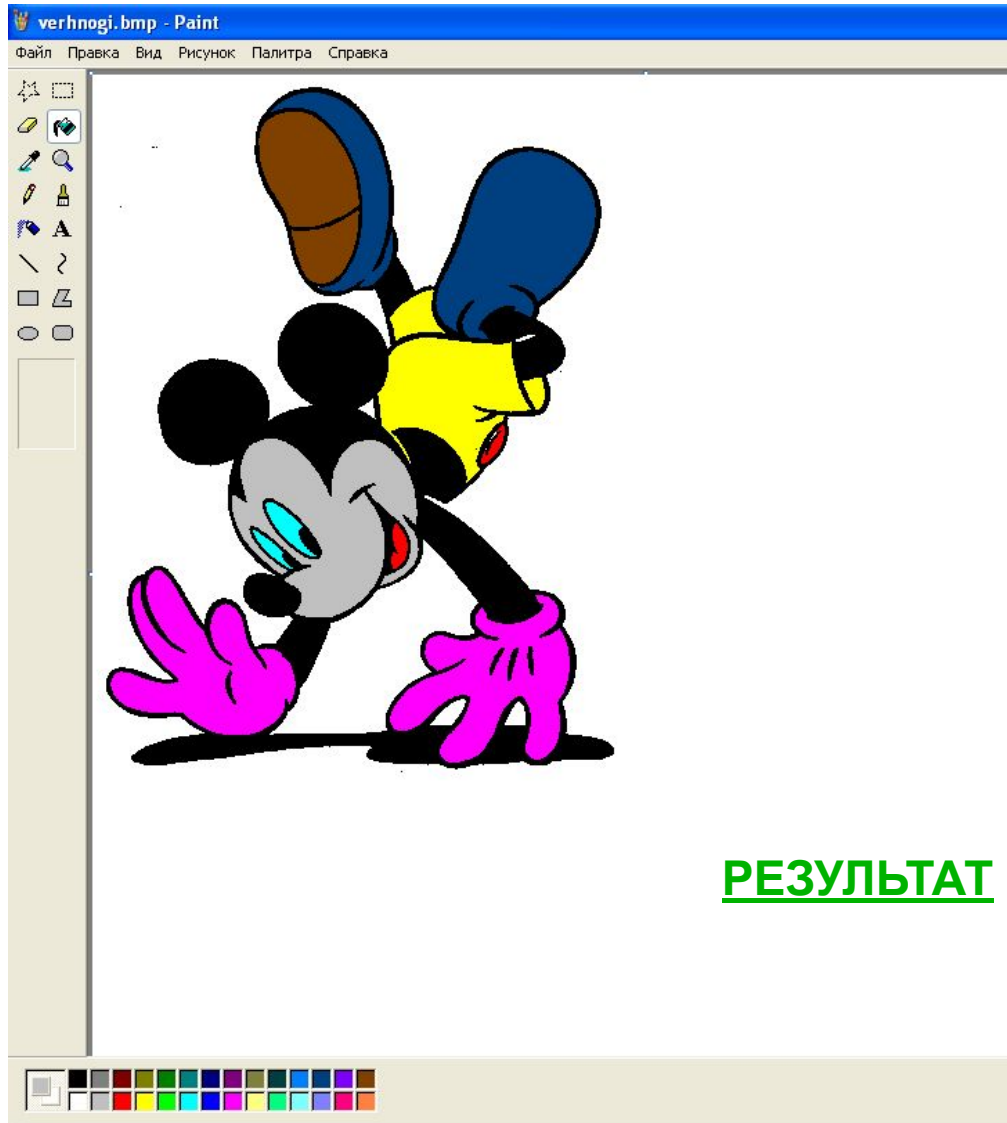 verhnogi.bmp - Paint
Файл Правка Вид Рисунок Палитра Справка
A
РЕЗУЛЬТАТ